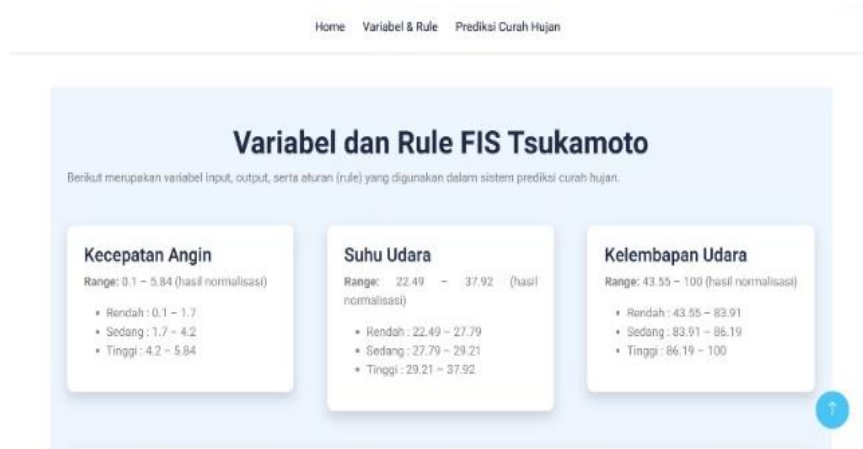 Home Variabel & Rule Prediksi Curah Hujan
Variabel dan Rule FIS Tsukamoto
Berikut merupakan variabel input, output, serta aturan (rule) yang digunakan dalam sistem prediksi curah hujan.
Kecepatan Angin
Range: 0.1 – 5.84 (hasil normalisasi)
• Rendah : 0.1 – 1.7
• Sedang : 1.7 – 4.2
• Tinggi : 4.2 – 5.84
Suhu Udara
Range: 22.49 – 37.92 (hasil
normalisasi)
• Rendah : 22.49 – 27.79
• Sedang : 27.79 – 29.21
• Tinggi : 29.21 – 37.92
Kelembapan Udara
Range: 43.55 – 100 (hasil normalisasi)
• Rendah : 43.55 – 83.91
• Sedang : 83.91 – 86.19
• Tinggi : 86.19 – 100